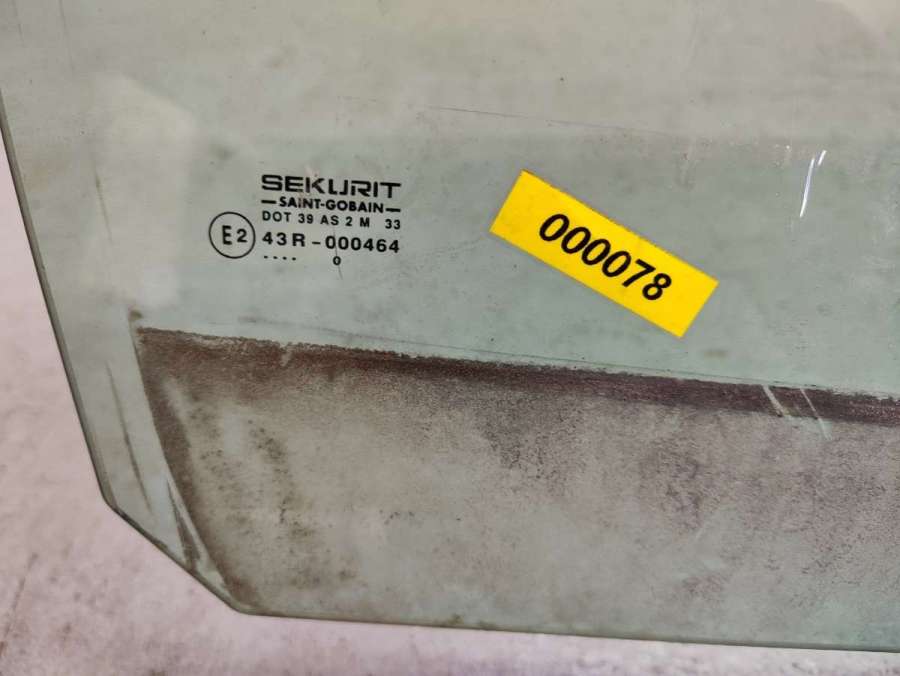 SEKURIT
SAINT-GOBAIN
DOT 39 AS 2 M 33
E2 43R-000464
.... 0
000078